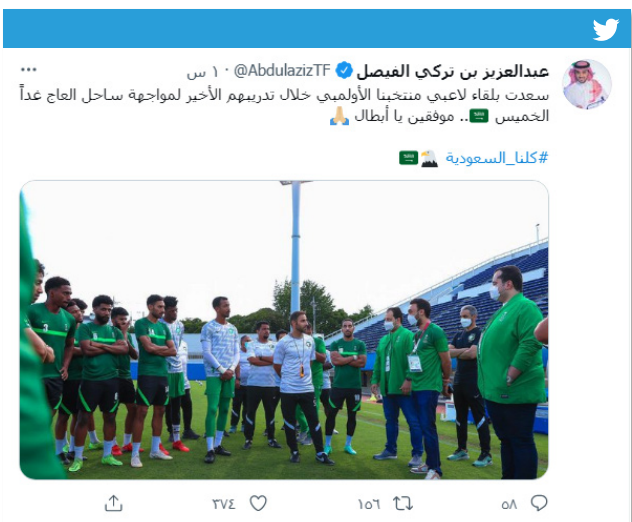 عبدالعزيز بن تركي الفيصل @AbdulazizTF · ١ س
سعدت بلقاء لاعبي منتخبنا الأولمبي خلال تدريبهم الأخير لمواجهة ساحل العاج غداً
الخميس 🇸🇦.. موفقين يا أبطال 🙏🏼
#كلنا_السعودية 🦅🇸🇦
٥٨ ١٥٦ ٣٧٤